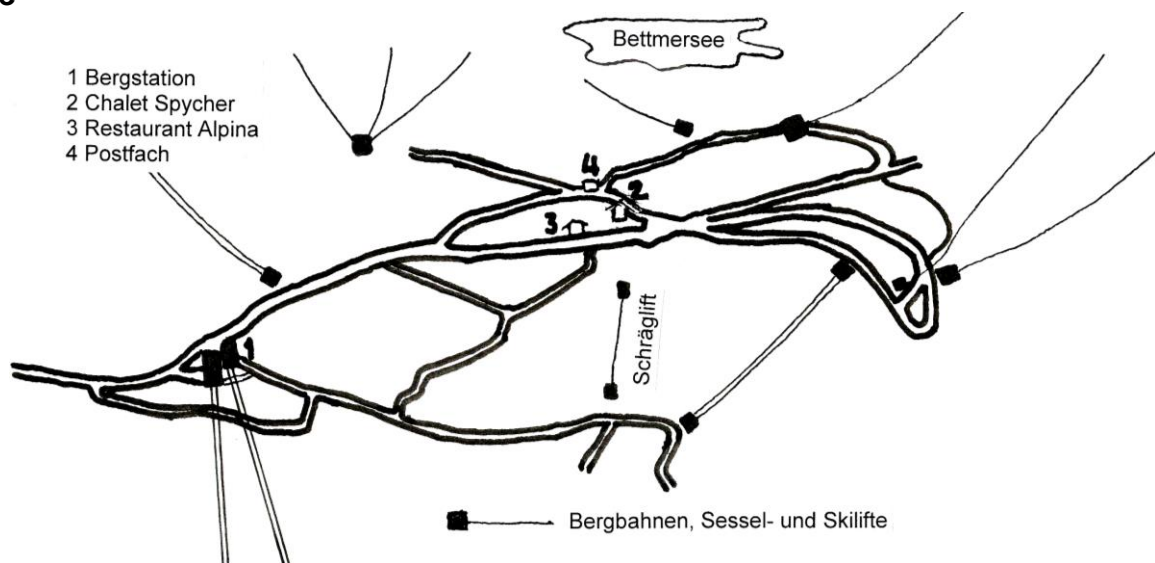 Bettmersee
1 Bergstation
2 Chalet Spycher
3 Restaurant Alpina
4 Postfach
4
2
3
Schräglift
1
Bergbahnen, Sessel- und Skilifte